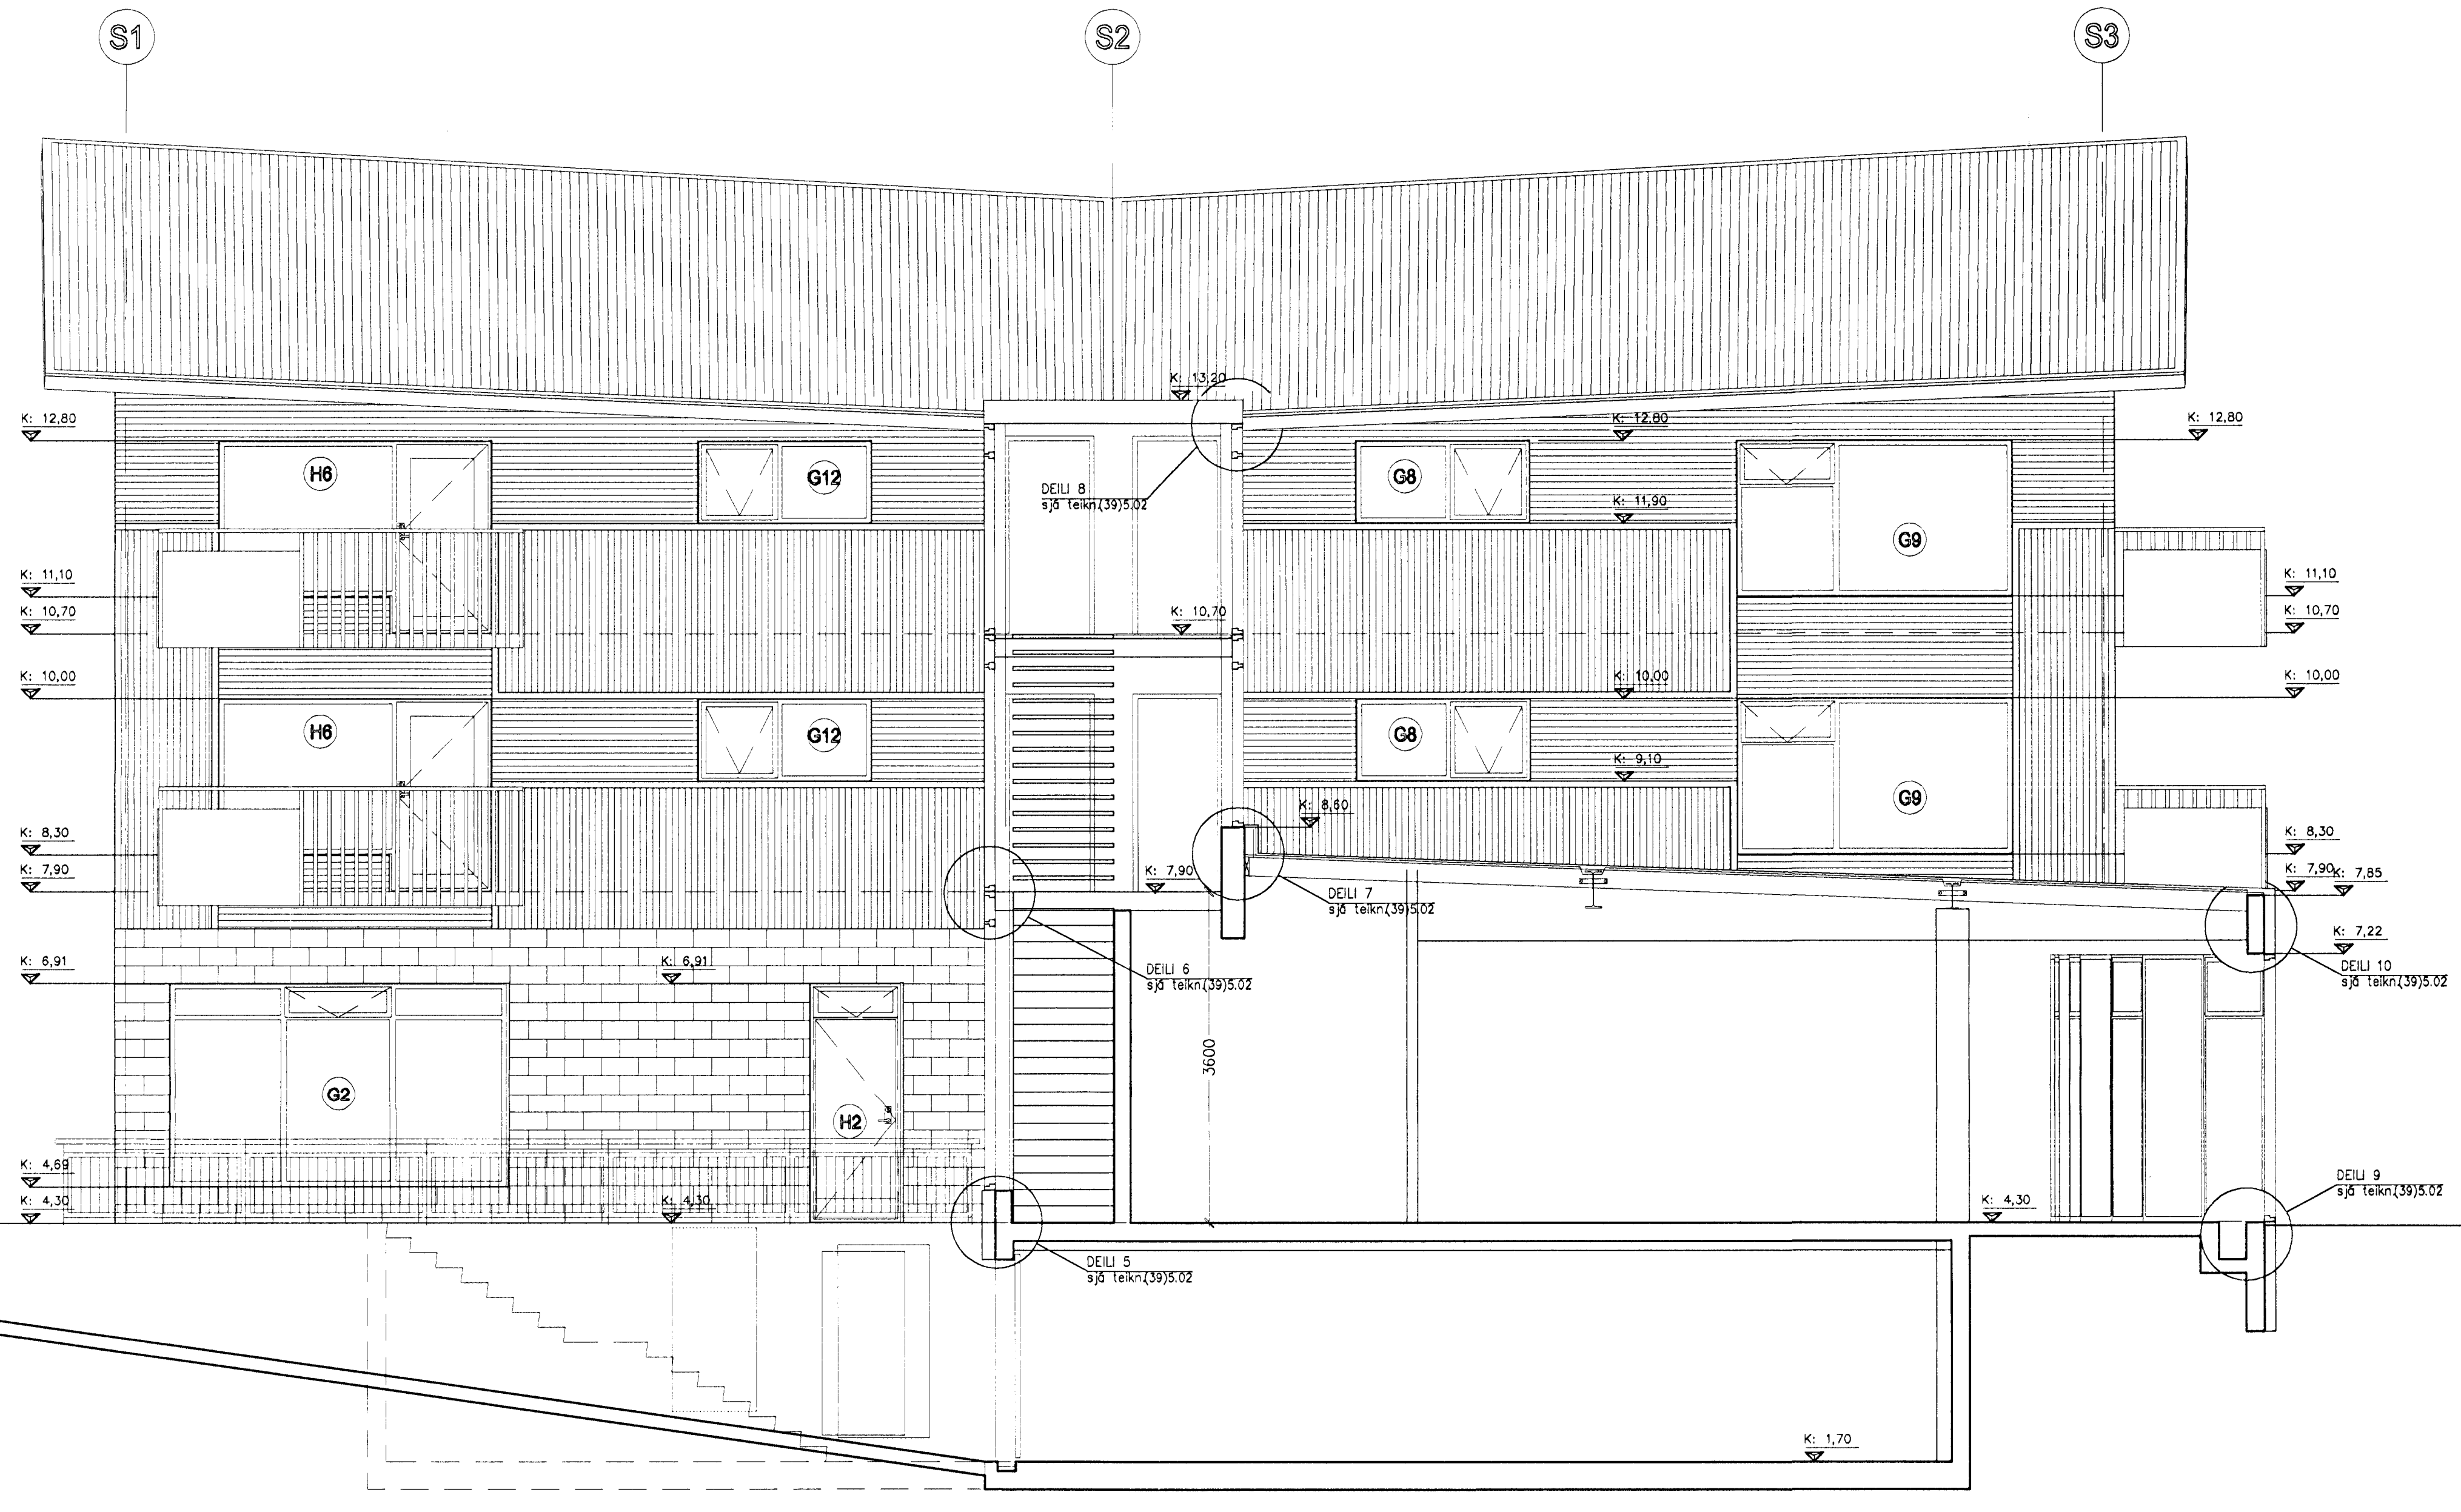 S1
S2
S3
K: 13,20
K: 12,80
K: 12,80
K: 12,80
H6
G12
G8
G9
DEILI 8
sjá teikn.(39)5.02
K: 11,90
K: 11,10
K: 11,10
K: 10,70
K: 10,70
K: 10,70
K: 10,00
K: 10,00
K: 10,00
H6
G12
G8
G9
K: 9,10
K: 8,60
K: 8,30
K: 8,30
K: 7,90
K: 7,90
K: 7,90
K: 7,85
DEILI 7
sjá teikn.(39)5.02
K: 7,22
K: 6,91
K: 6,91
DEILI 6
sjá teikn.(39)5.02
DEILI 10
sjá teikn.(39)5.02
3600
G2
H2
K: 4,69
K: 4,30
K: 4,30
K: 4,30
DEILI 9
sjá teikn.(39)5.02
DEILI 5
sjá teikn.(39)5.02
K: 1,70